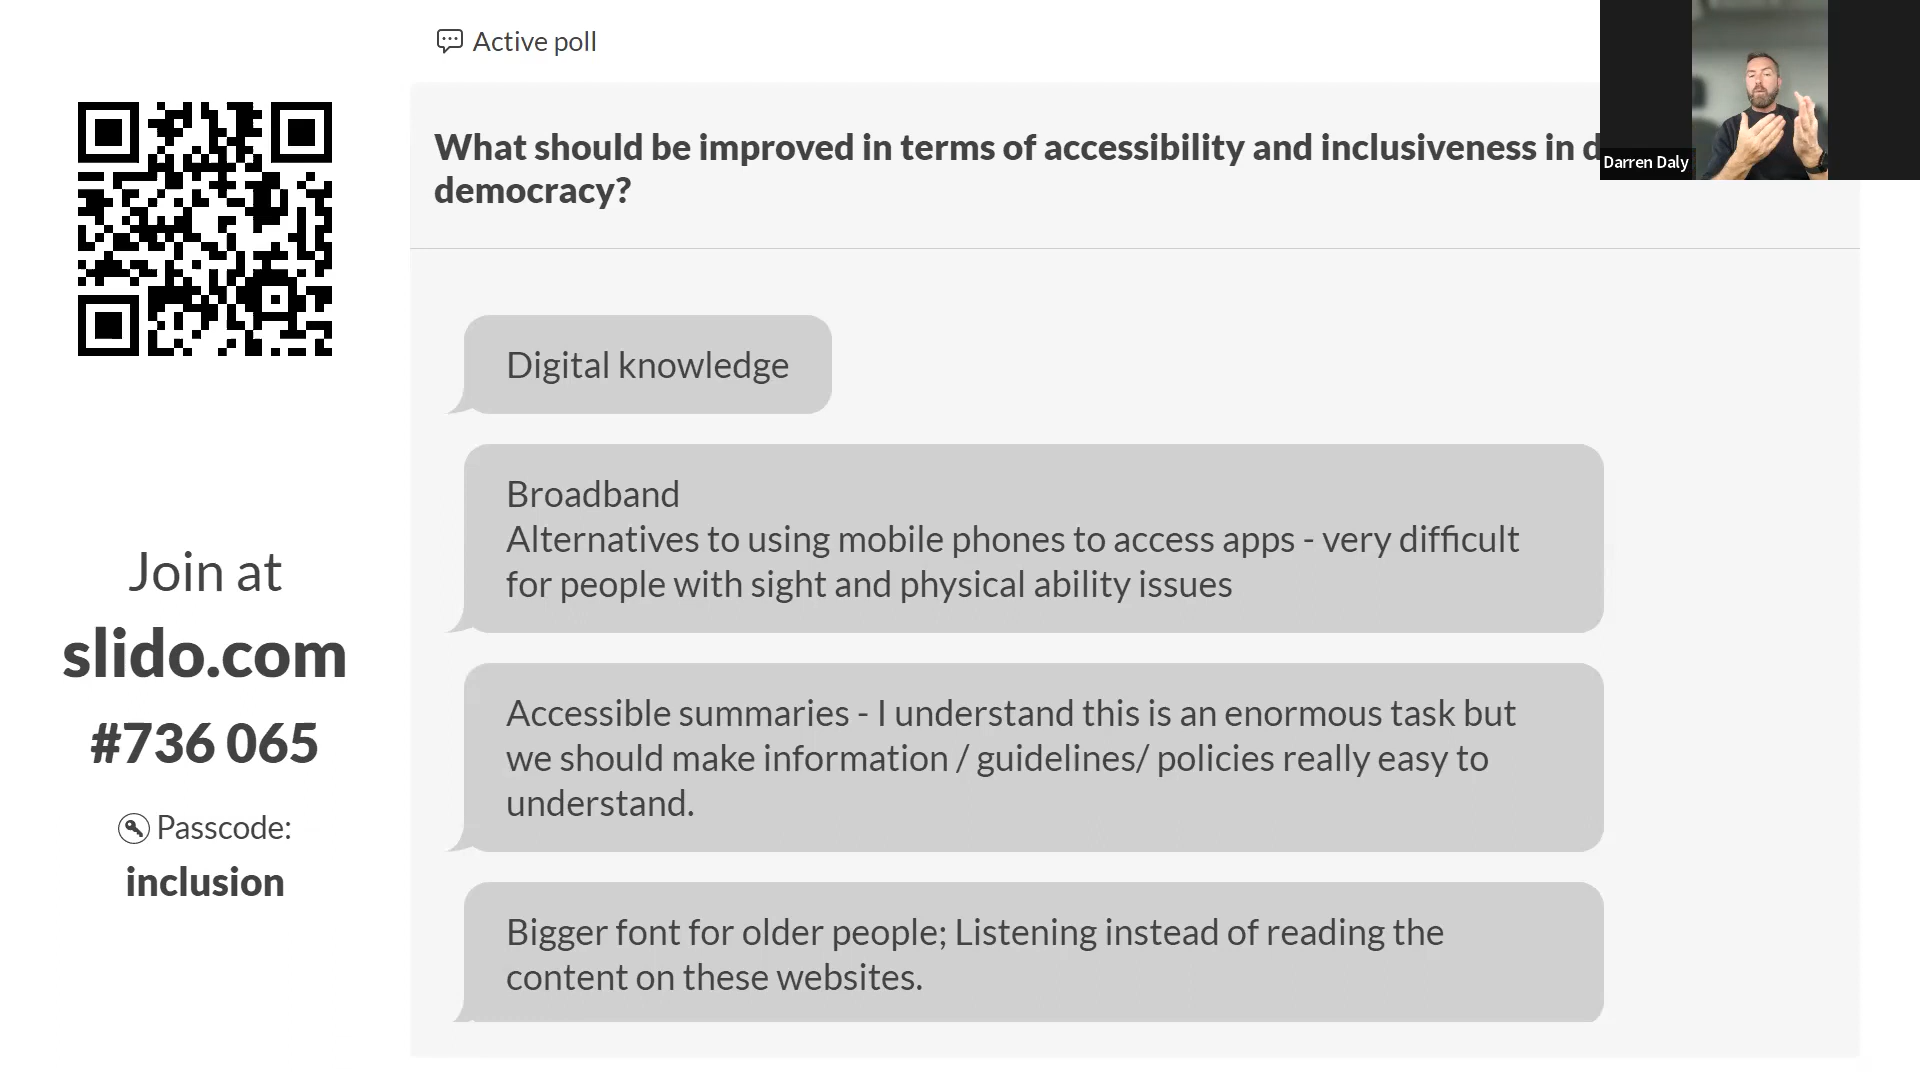 Active poll
What should be improved in terms of accessibility and inclusiveness in
democracy?
Darren Daly
Digital knowledge
Broadband
Alternatives to using mobile phones to access apps - very difficult
for people with sight and physical ability issues
Accessible summaries - I understand this is an enormous task but
we should make information / guidelines/ policies really easy to
understand.
Bigger font for older people; Listening instead of reading the
content on these websites.
Join at
slido.com
#736 065
Passcode:
inclusion